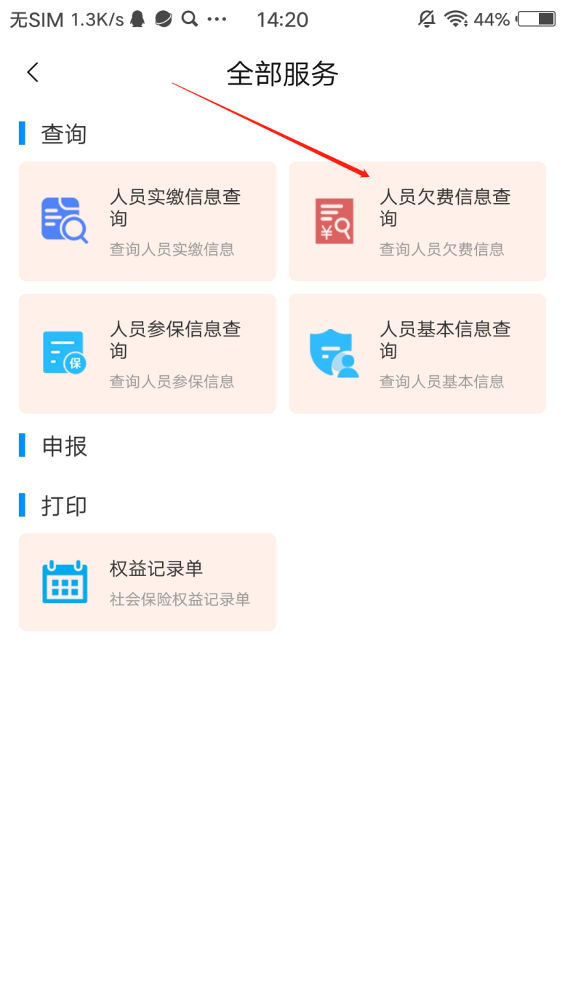 无SIM 1.3K/s ··· 14:20 44%
全部服务
查询
人员实缴信息查
询
查询人员实缴信息
¥
人员欠费信息查
询
查询人员欠费信息
保
人员参保信息查
询
查询人员参保信息
人员基本信息查
询
查询人员基本信息
申报
打印
权益记录单
社会保险权益记录单